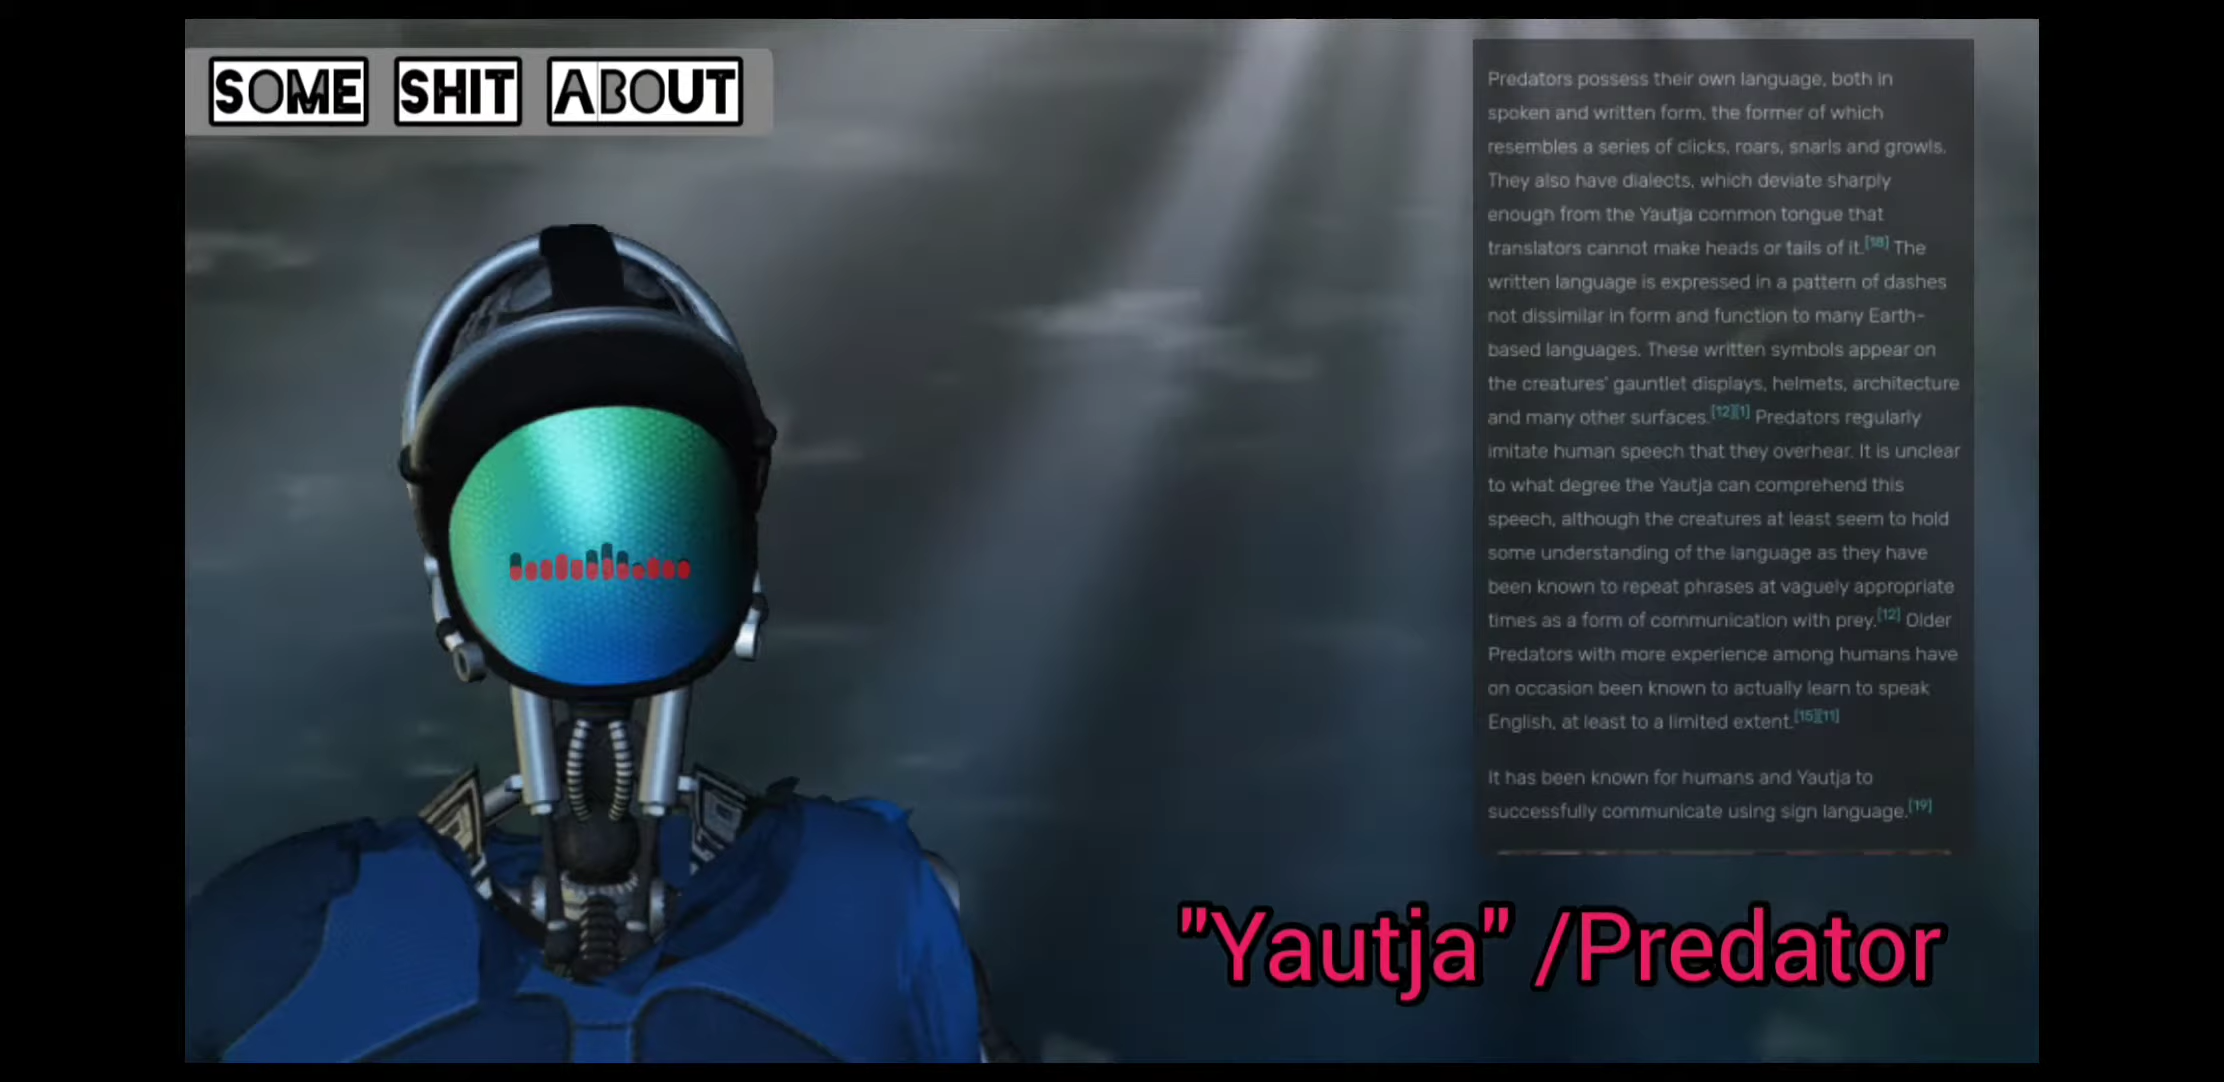 SOME SHIT ABOUT
Predators possess their own language, both in
spoken and written form, the former of which
resembles a series of clicks, roars, snarls and growls.
They also have dialects, which deviate sharply
enough from the Yautja common tongue that
translators cannot make heads or tails of it.[18] The
written language is expressed in a pattern of dashes
not dissimilar in form and function to many Earth-
based languages. These written symbols appear on
the creatures' gauntlet displays, helmets, architecture
and many other surfaces.[12][1] Predators regularly
imitate human speech that they overhear. It is unclear
to what degree the Yautja can comprehend this
speech, although the creatures at least seem to hold
some understanding of the language as they have
been known to repeat phrases at vaguely appropriate
times as a form of communication with prey.[12] Older
Predators with more experience among humans have
on occasion been known to actually learn to speak
English, at least to a limited extent.[15][11]
It has been known for humans and Yautja to
successfully communicate using sign language.[19]
"Yautja" /Predator